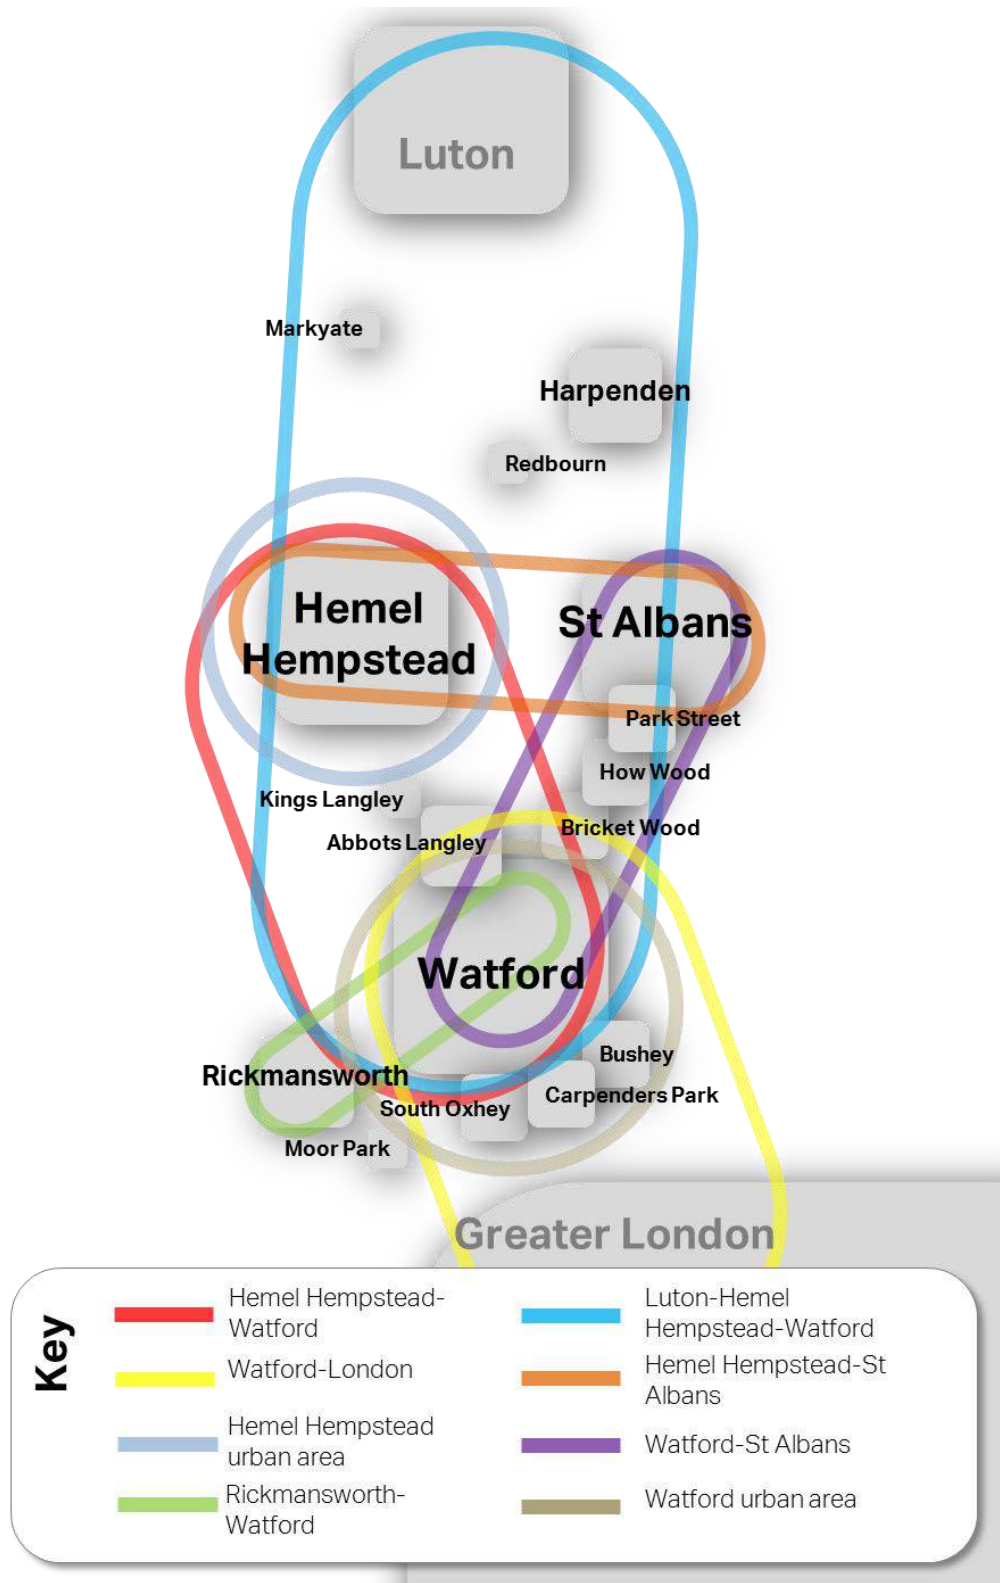 Luton
Markyate
Harpenden
Redbourn
Hemel
Hempstead
St Albans
Park Street
How Wood
Kings Langley
Bricket Wood
Abbots Langley
Watford
Bushey
Rickmansworth
Carpenders Park
South Oxhey
Moor Park
Greater London
Key
Hemel Hempstead-
Watford
Watford-London
Hemel Hempstead
urban area
Rickmansworth-
Watford
Luton-Hemel
Hempstead-Watford
Hemel Hempstead-St
Albans
Watford-St Albans
Watford urban area